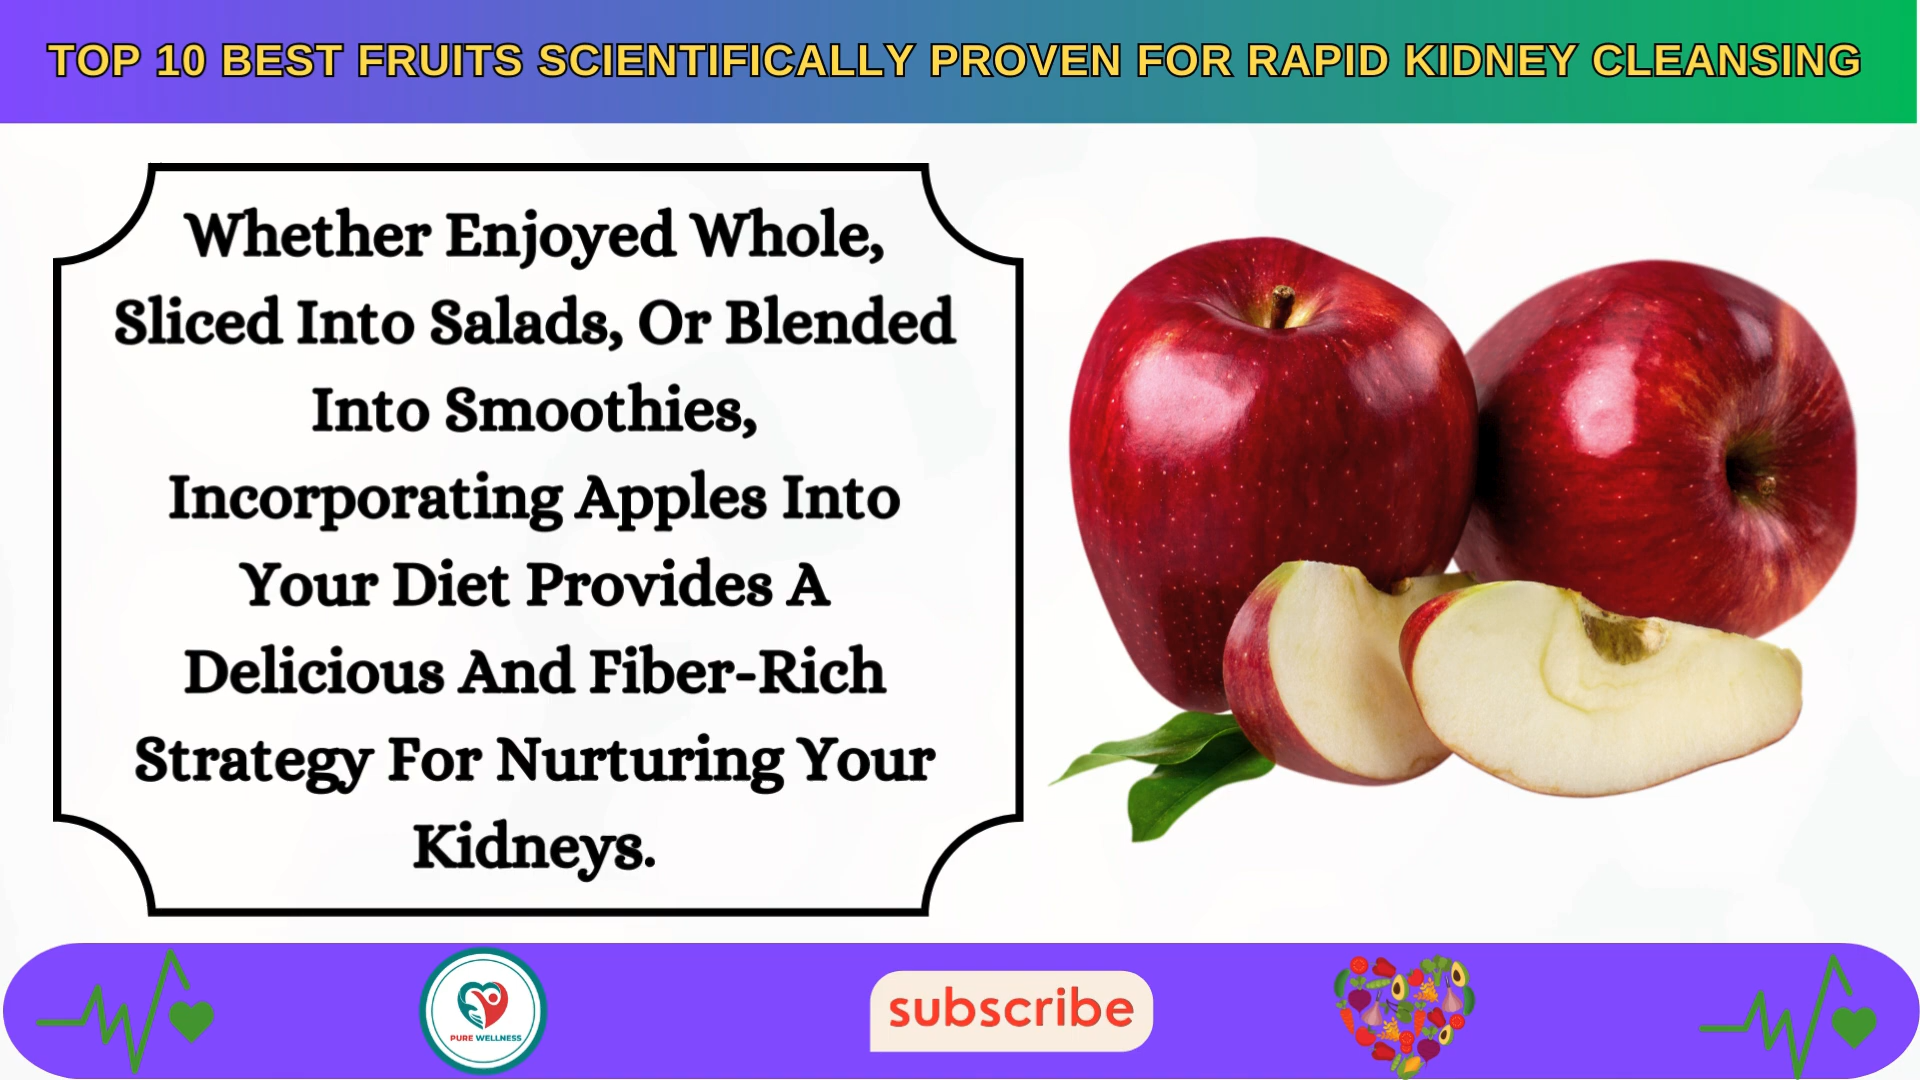 TOP 10 BEST FRUITS SCIENTIFICALLY PROVEN FOR RAPID KIDNEY CLEANSING
Whether Enjoyed Whole,
Sliced Into Salads, Or Blended
Into Smoothies,
Incorporating Apples Into
Your Diet Provides A
Delicious And Fiber-Rich
Strategy For Nurturing Your
Kidneys.
PURE WELLNESS
subscribe